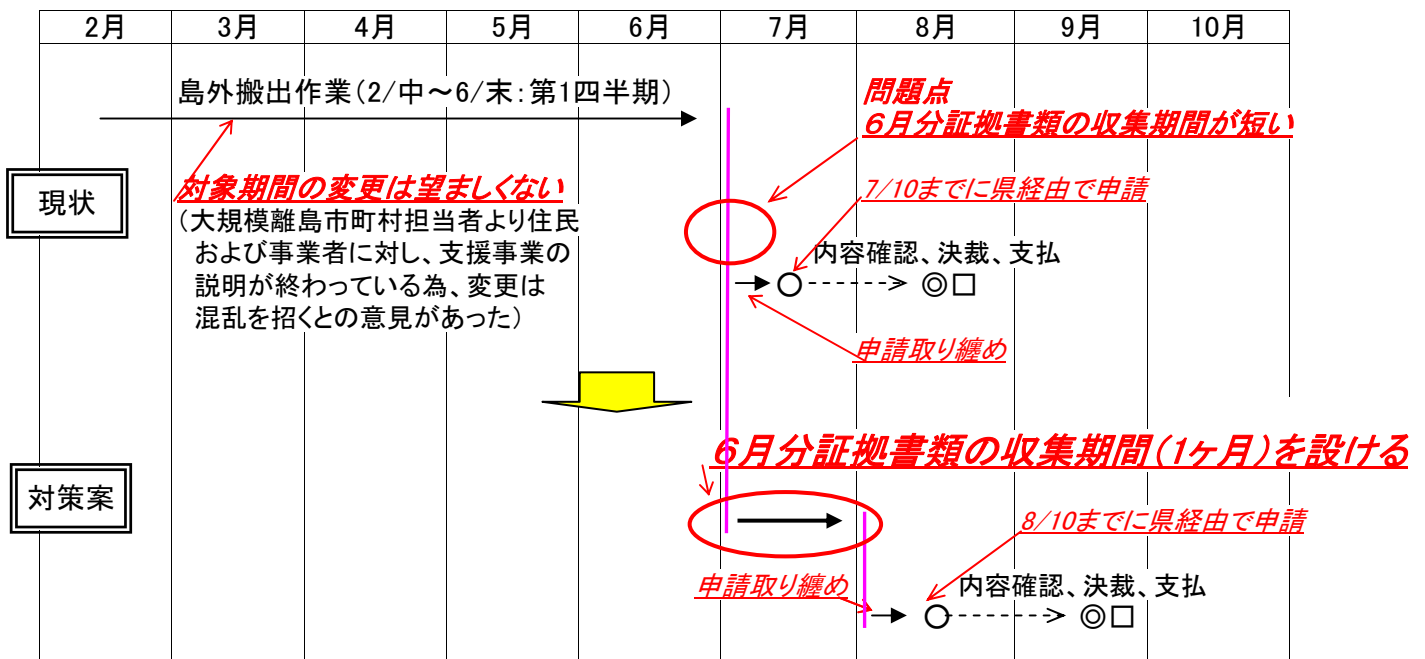 2月 3月 4月 5月 6月 7月 8月 9月 10月
島外搬出作業(2/中～6/末:第1四半期)
問題点
6月分証拠書類の収集期間が短い
現状
対象期間の変更は望ましくない
(大規模離島市町村担当者より住民
および事業者に対し、支援事業の
説明が終わっている為、変更は
混乱を招くとの意見があった)
7/10までに県経由で申請
内容確認、決裁、支払
○ ◎□
申請取り纏め
6月分証拠書類の収集期間(1ヶ月)を設ける
対策案
8/10までに県経由で申請
申請取り纏め
内容確認、決裁、支払
○ ◎□